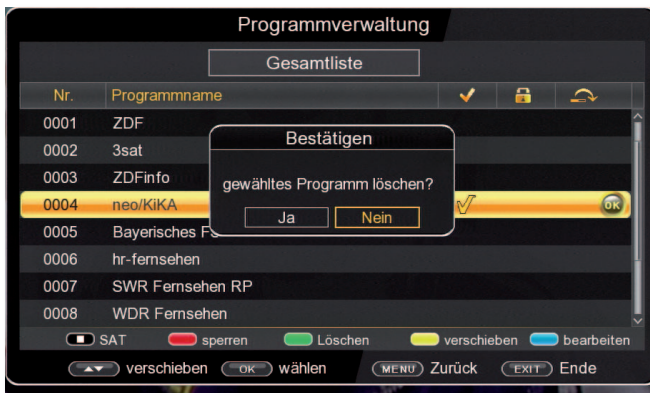 Programmverwaltung
Gesamtliste
Nr. Programmname
0001 ZDF
0002 3sat
0003 ZDFinfo
0004 neo/KiKA OK
0005 Bayerisches
0006 hr-fernsehen
0007 SWR Fernsehen RP
0008 WDR Fernsehen
Bestätigen
gewähltes Programm löschen?
Ja Nein
SAT sperren Löschen verschieben bearbeiten
verschieben OK wählen MENU Zurück EXIT Ende